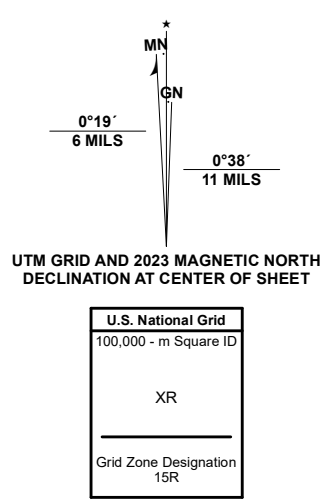 MN
GN
0°19´
6 MILS
0°38´
11 MILS
UTM GRID AND 2023 MAGNETIC NORTH
DECLINATION AT CENTER OF SHEET
U.S. National Grid
100,000 - m Square ID
XR
Grid Zone Designation
15R